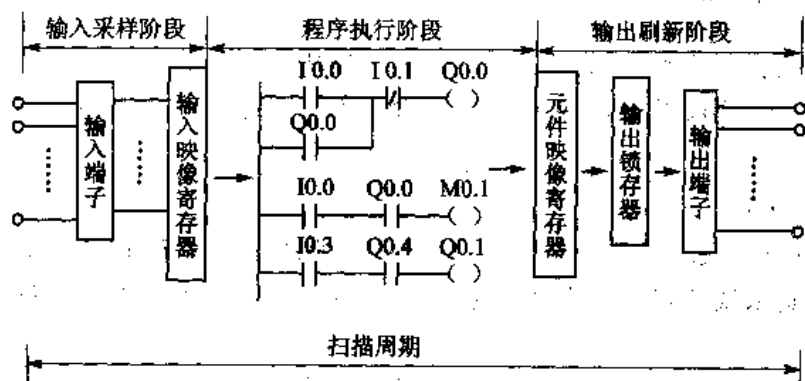 输入采样阶段 程序执行阶段 输出刷新阶段
I0.0 I0.1 Q0.0
Q0.0
I0.0 Q0.0 M0.1
I0.3 Q0.4 Q0.1
输入端子
输入映像寄存器
元件映像寄存器
输出锁存器
输出端子
扫描周期